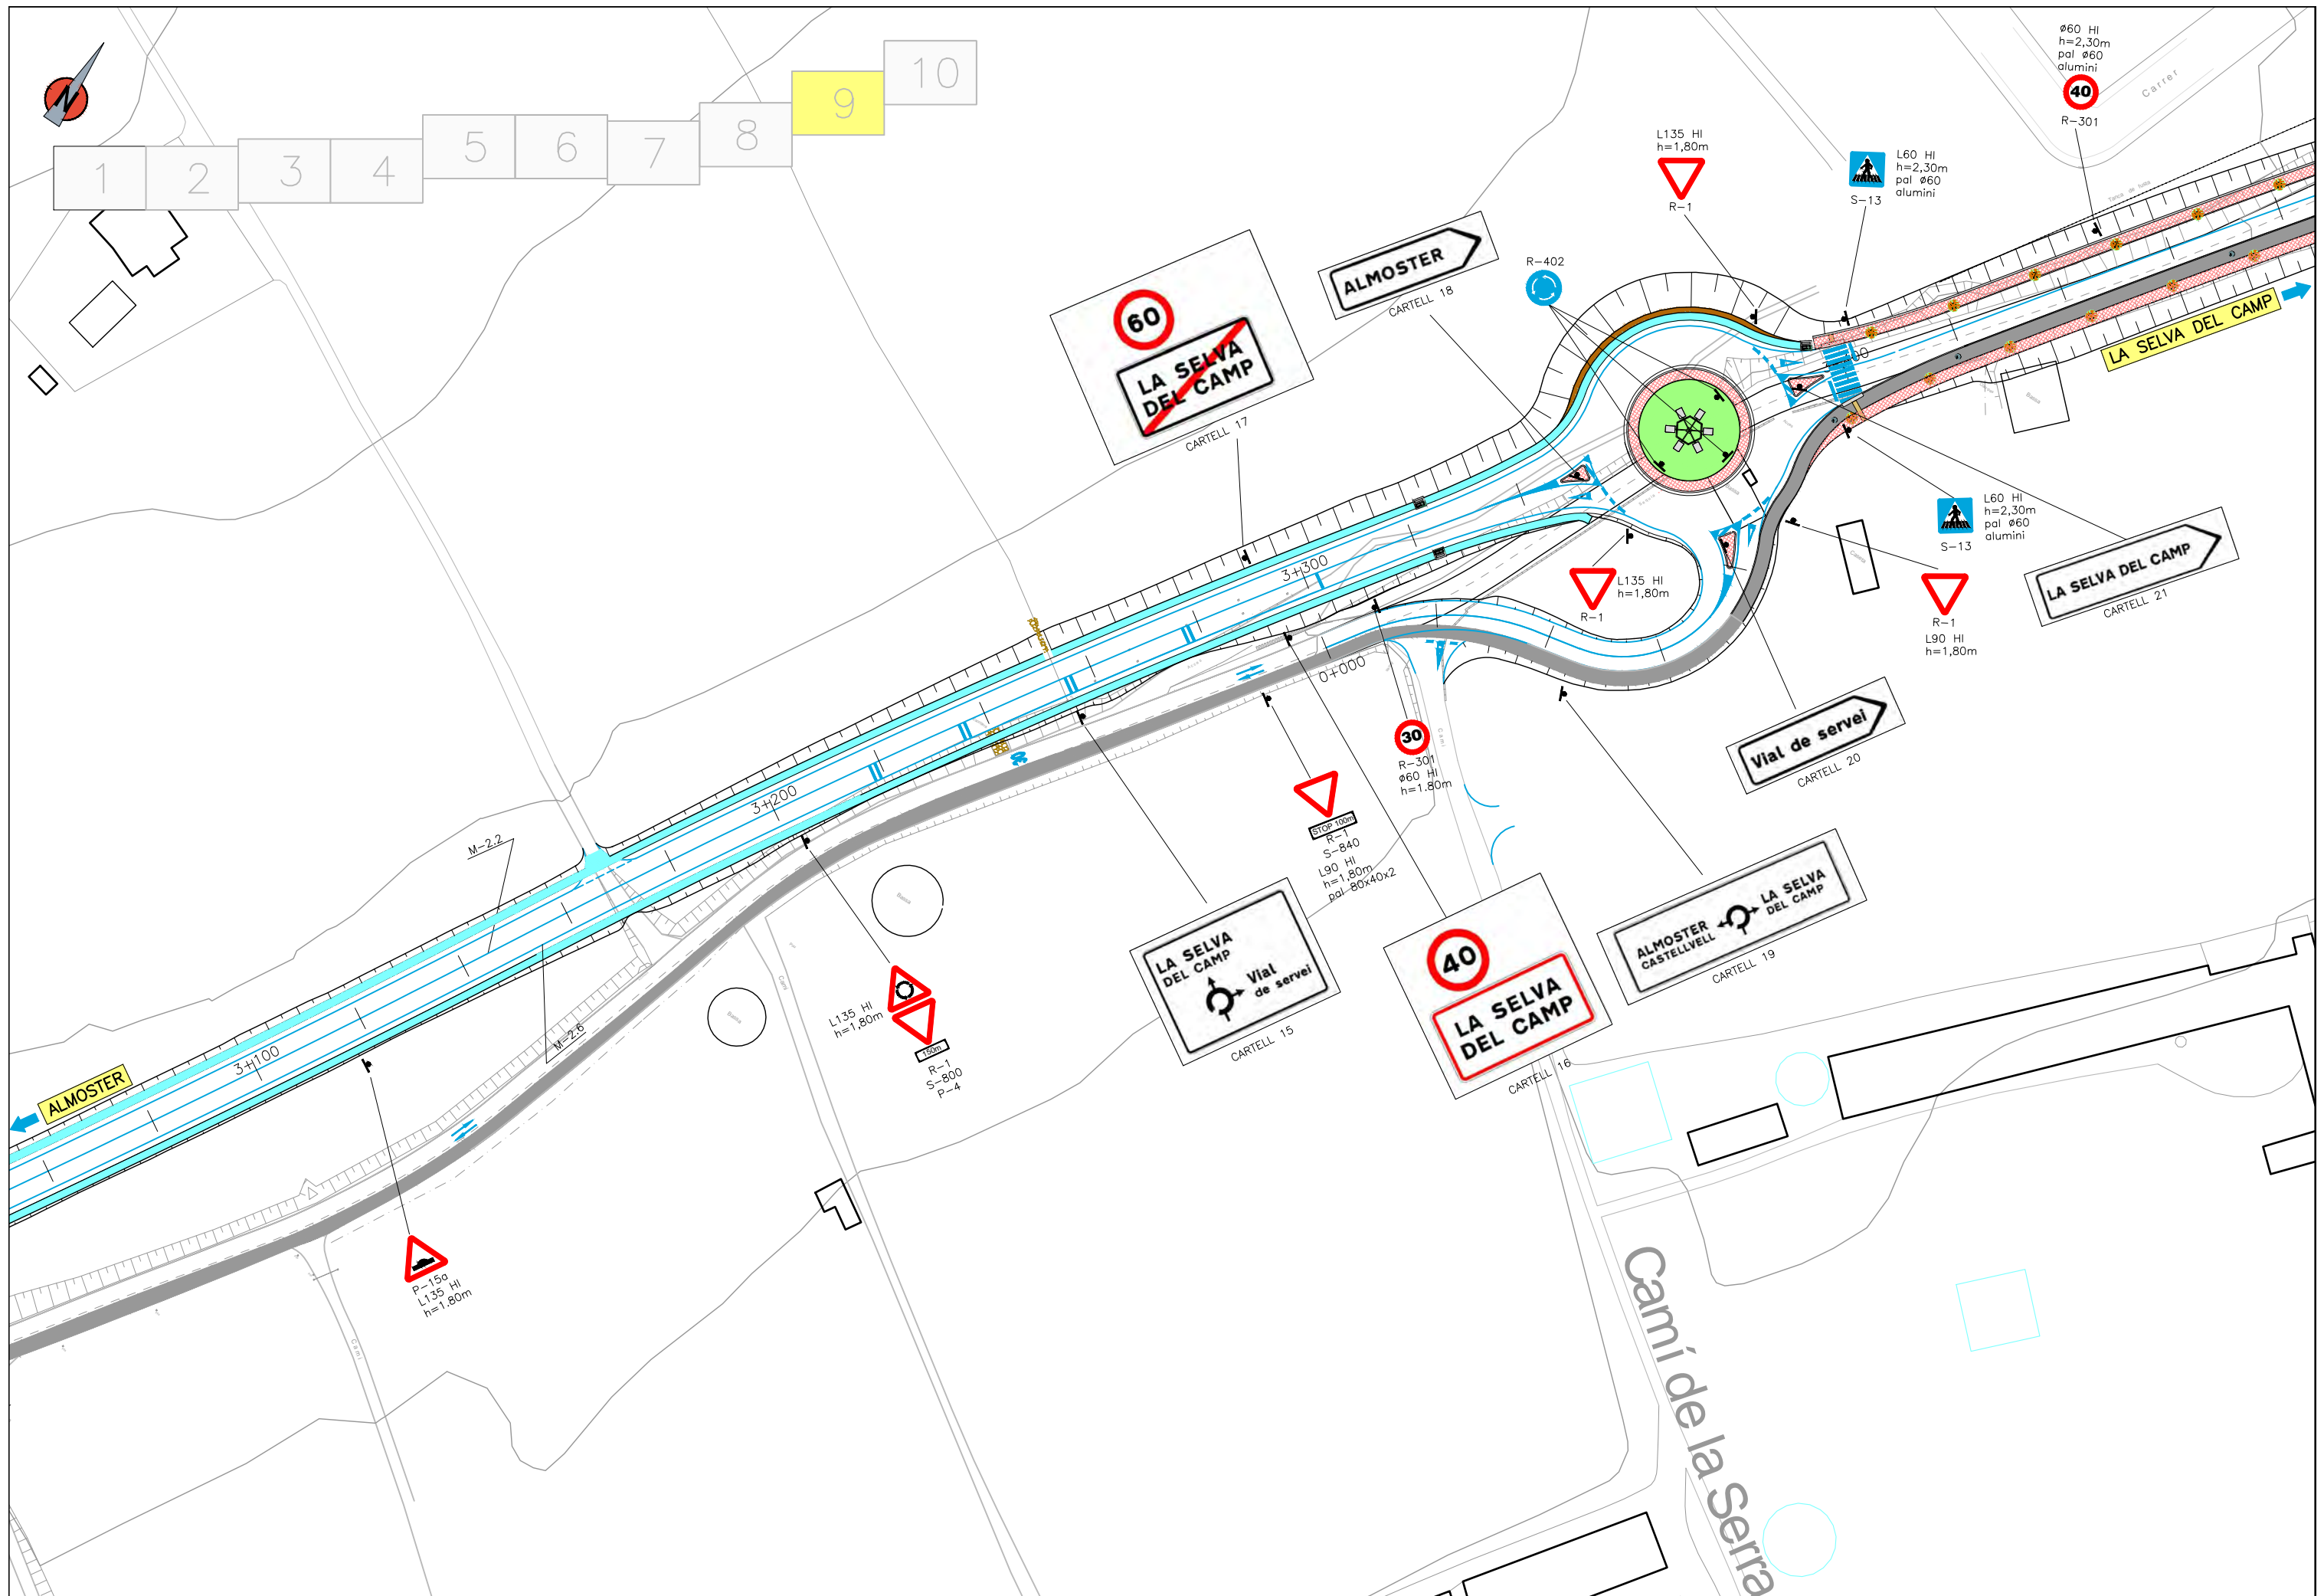 N
1
2
3
4
5
6
7
8
9
10
Ø60 HI
h=2,30m
pal Ø60
alumini
40
R-301
Carrer
L135 HI
h=1,80m
R-1
L60 HI
h=2,30m
pal Ø60
alumini
S-13
ALMOSTER
CARTELL 18
R-402
60
LA SELVA
DEL CAMP
CARTELL 17
LA SELVA DEL CAMP
L60 HI
h=2,30m
pal Ø60
alumini
S-13
LA SELVA DEL CAMP
CARTELL 21
R-1
L90 HI
h=1,80m
L135 HI
h=1,80m
R-1
3+300
0+000
Vial de servei
CARTELL 20
30
R-301
Ø60 HI
h=1.80m
Camí
STOP 100m
R-1
S-840
L90 HI
h=1,80m
pal 80x40x2
3+200
M-2.2
Bassa
Bassa
ALMOSTER
CASTELLVELL
LA SELVA
DEL CAMP
CARTELL 19
LA SELVA
DEL CAMP
Vial
de servei
CARTELL 15
40
LA SELVA
DEL CAMP
CARTELL 16
L135 HI
h=1,80m
150m
R-1
S-800
P-4
M-2.6
Camí
3+100
ALMOSTER
P-15a
L135 HI
h=1.80m
Camí
Camí de la Serra